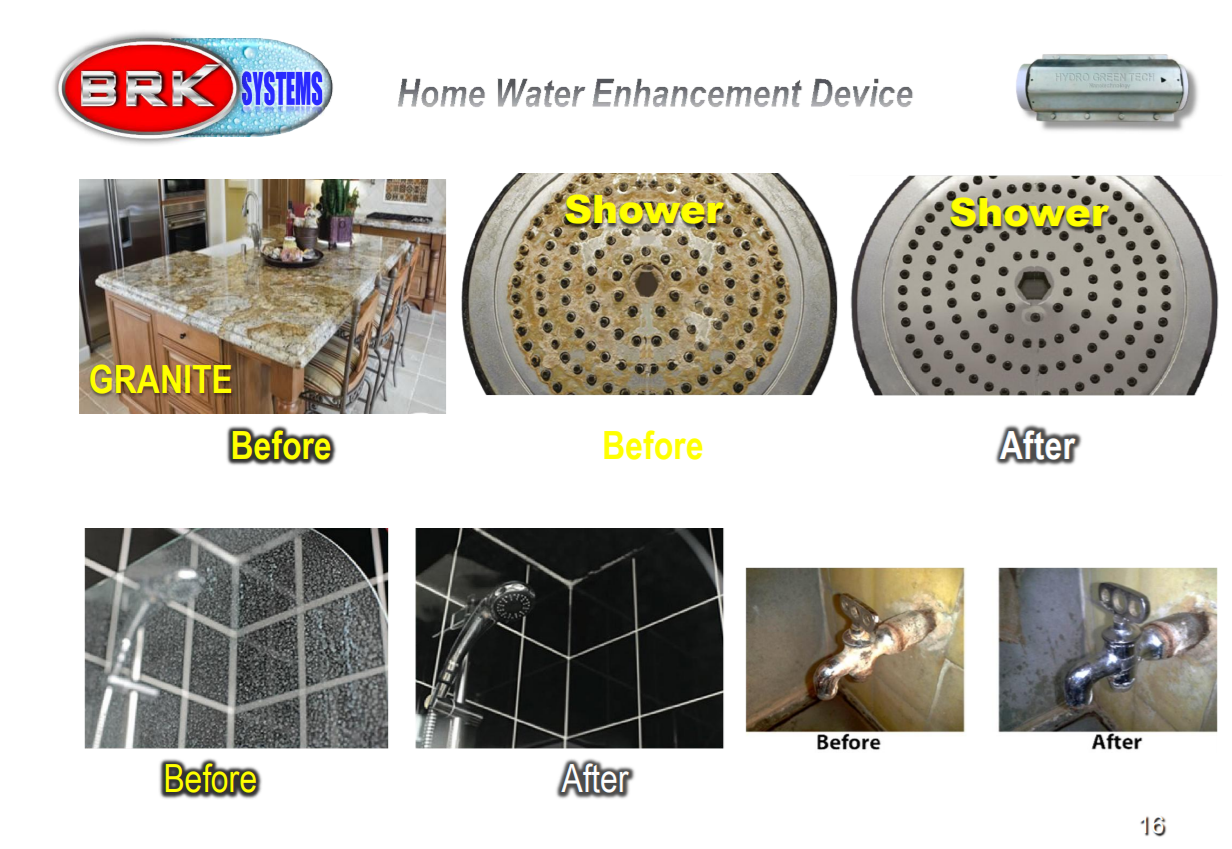 BRK SYSTEMS
Home Water Enhancement Device
HYDRO GREEN TECH
Shower
Shower
GRANITE
Before
Before
After
Before
After
Before
After
16